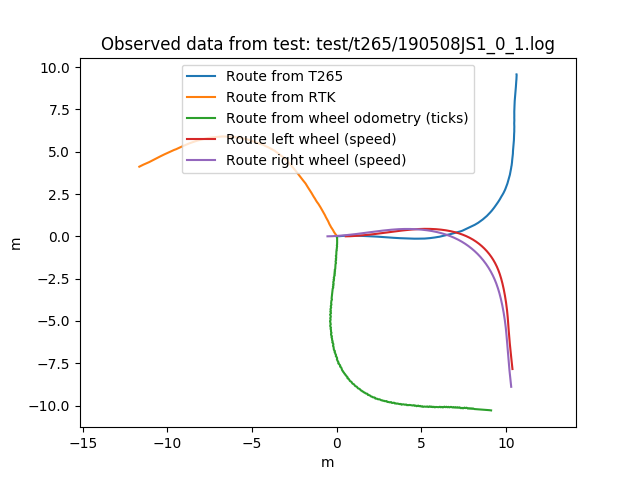 Observed data from test: test/t265/190508JS1_0_1.log
Route from T265
Route from RTK
Route from wheel odometry (ticks)
Route left wheel (speed)
Route right wheel (speed)
10.0
7.5
5.0
2.5
0.0
−2.5
−5.0
−7.5
−10.0
m
−15
−10
−5
0
5
10
m